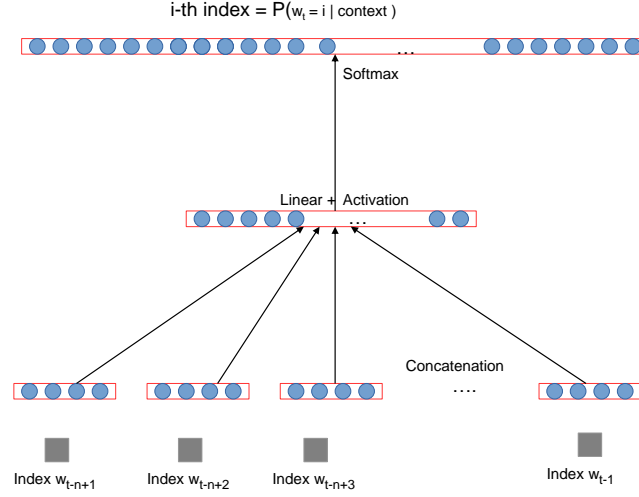 i-th index = P(w_t = i | context )
...
Softmax
Linear + Activation
...
Concatenation
....
Index w_t-n+1
Index w_t-n+2
Index w_t-n+3
Index w_t-1